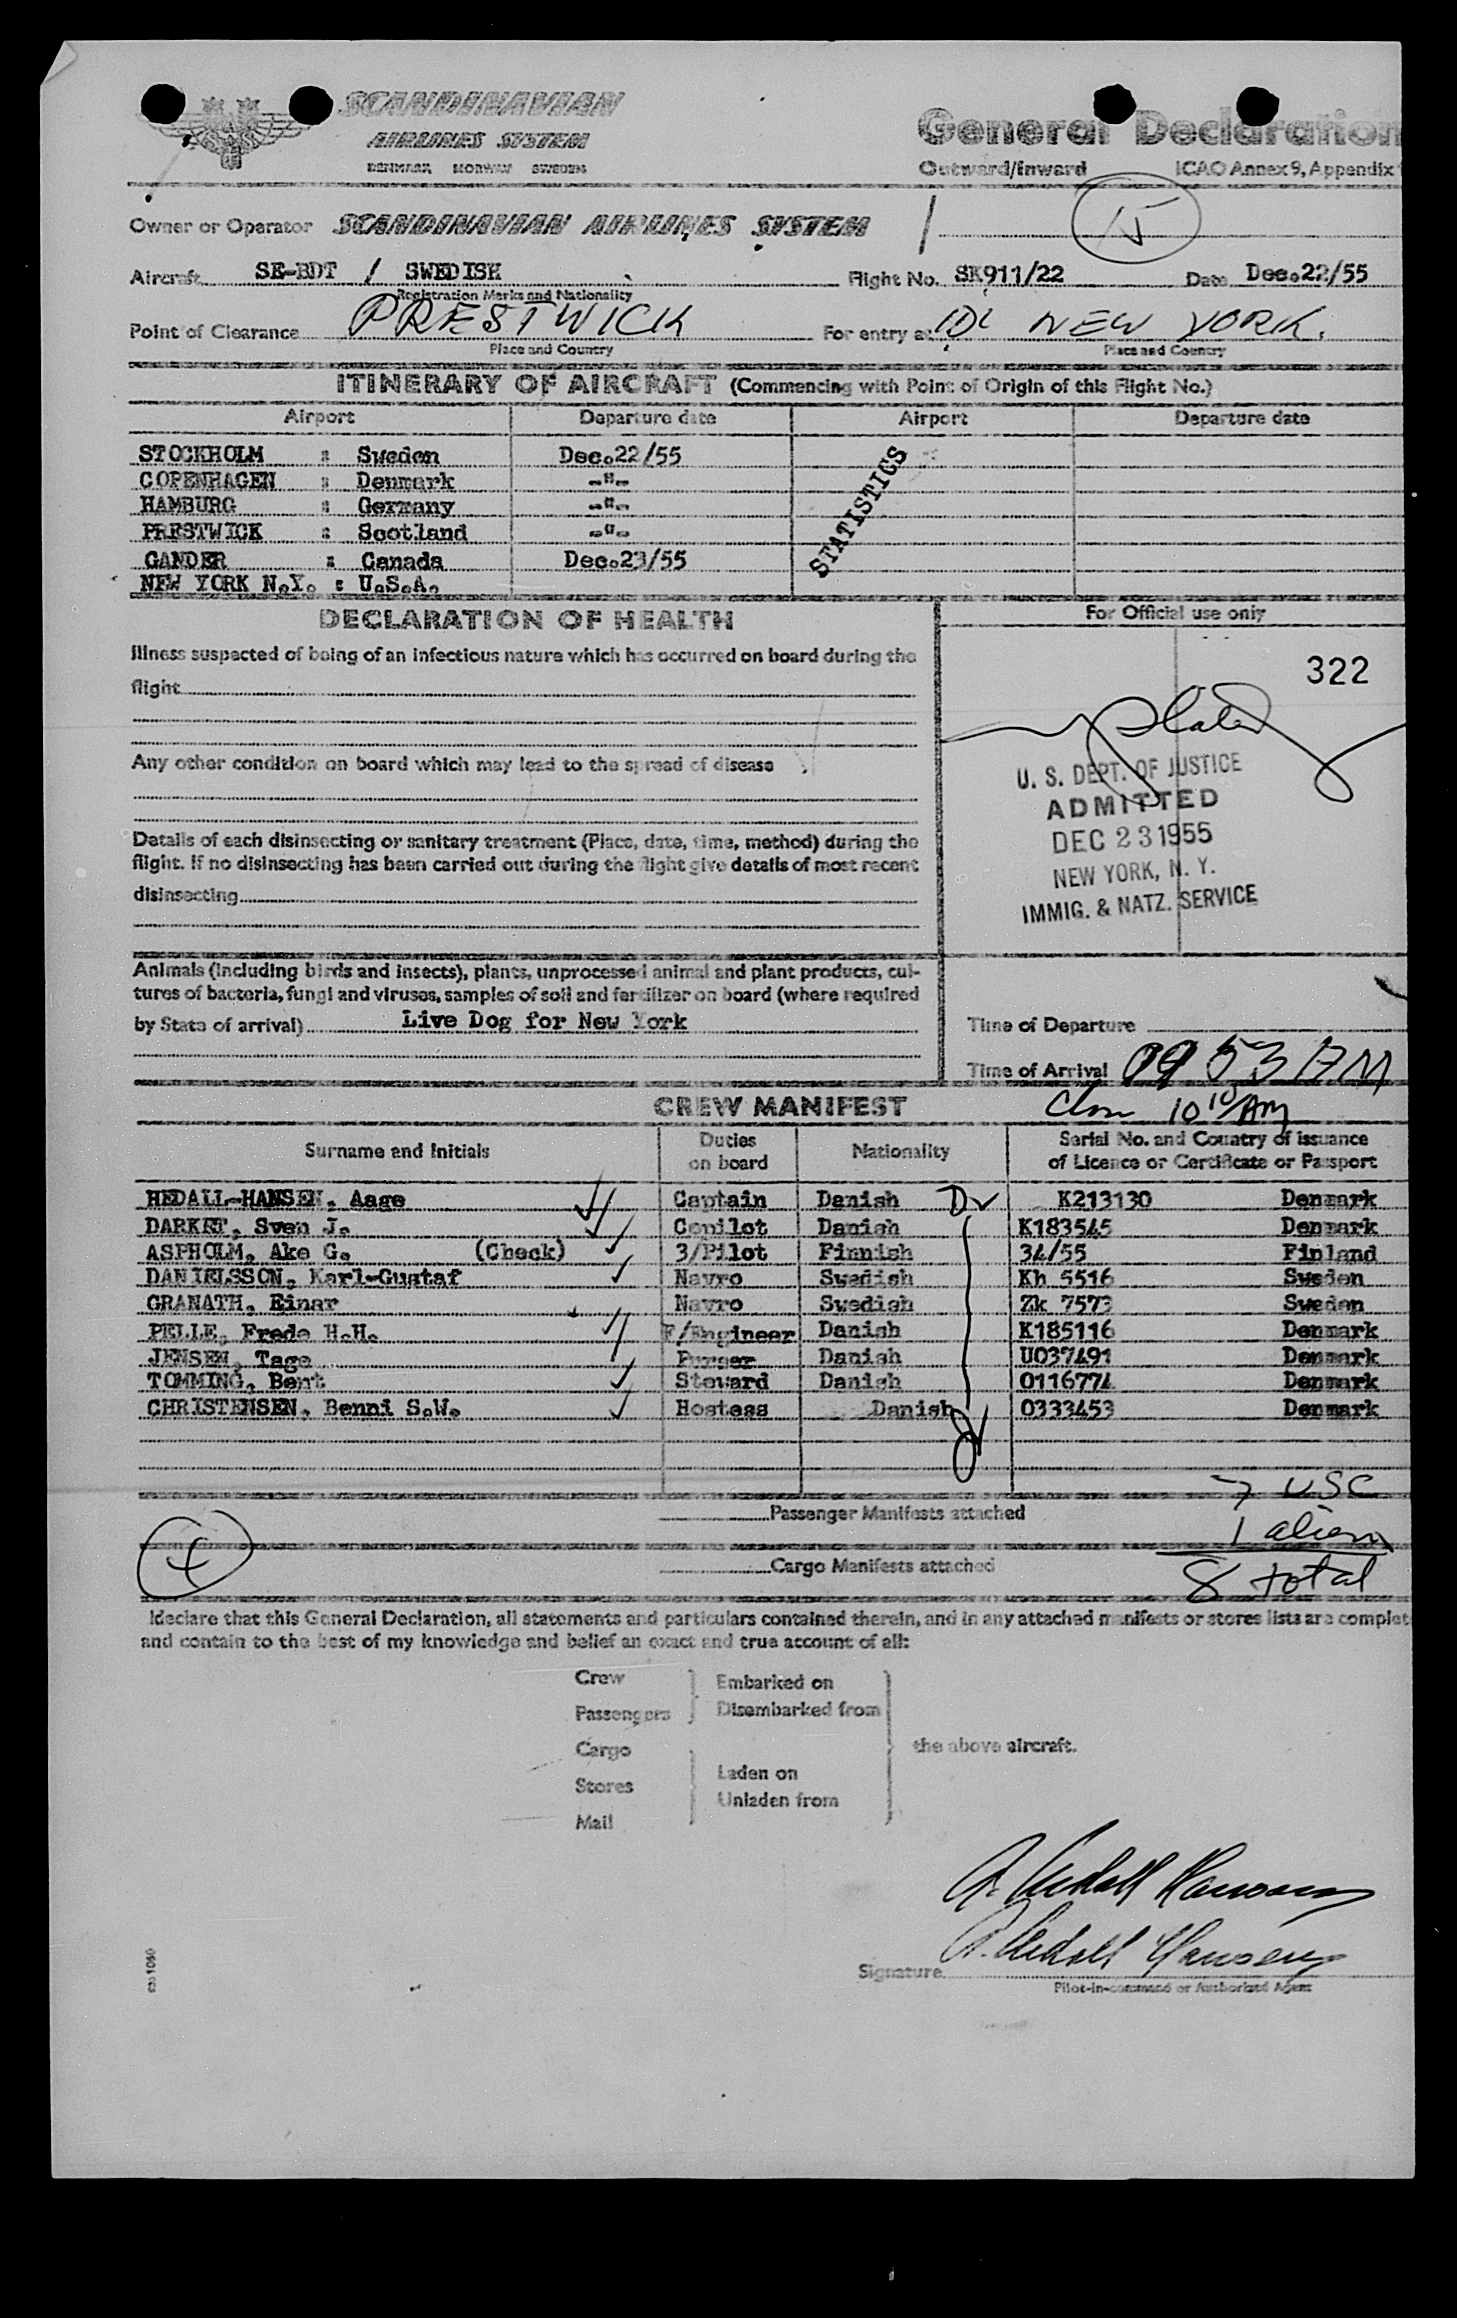 SCANDINAVIAN
AIRLINES SYSTEM
DENMARK NORWAY SWEDEN
General Declaration
Outward/Inward ICAO Annex 9, Appendix
15
Owner or Operator SCANDINAVIAN AIRLINES SYSTEM
Aircraft SE-BDT / SWEDISH Flight No. SK911/22 Date Dec.22/55
Registration Marks and Nationality
Point of Clearance PRESTWICK For entry at NEW YORK.
Place and Country Place and Country
ITINERARY OF AIRCRAFT (Commencing with Point of Origin of this Flight No.)
Airport Departure date Airport Departure date
STOCKHOLM : Sweden Dec.22/55
COPENHAGEN : Denmark -"-
HAMBURG : Germany -"-
PRESTWICK : Scotland -"-
GANDER : Canada Dec.23/55
NEW YORK N.Y. : U.S.A.
STATISTICS
DECLARATION OF HEALTH
For Official use only
Illness suspected of being of an infectious nature which has occurred on board during the
flight
322
Any other condition on board which may lead to the spread of disease
U. S. DEPT. OF JUSTICE
ADMITTED
DEC 23 1955
NEW YORK, N. Y.
IMMIG. & NATZ. SERVICE
Details of each disinsecting or sanitary treatment (Place, date, time, method) during the
flight. If no disinsecting has been carried out during the flight give details of most recent
disinsecting
Animals (including birds and insects), plants, unprocessed animal and plant products, cul-
tures of bacteria, fungi and viruses, samples of soil and fertilizer on board (where required
by State of arrival) Live Dog for New York
Time of Departure
Time of Arrival 0953 AM
10 10 AM
CREW MANIFEST
Surname and Initials Duties on board Nationality Serial No. and Country of issuance of Licence or Certificate or Passport
HEDALL-HANSEN, Aage Captain Danish K213130 Denmark
DARKET, Sven J. Copilot Danish K183545 Denmark
ASPHOLM, Ake G. (Check) 3/Pilot Finnish 34/55 Finland
DANIELSSON, Karl-Gustaf Navro Swedish Kh 5516 Sweden
GRANATH, Einar Navro Swedish Zk 7573 Sweden
PELLE, Frede H.H. F/Engineer Danish K185116 Denmark
JENSEN, Tage Purser Danish U037491 Denmark
TOMMING, Bent Steward Danish 0116774 Denmark
CHRISTENSEN, Benni S.W. Hostess Danish 0333453 Denmark
7 USC
Passenger Manifests attached
1 alien
Cargo Manifests attached
8 total
I declare that this General Declaration, all statements and particulars contained therein, and in any attached manifests or stores lists are complet
and contain to the best of my knowledge and belief an exact and true account of all:
Crew
Passengers
Embarked on
Disembarked from
Cargo
Stores
Mail
Laden on
Unladen from
the above aircraft.
A. Hedall Hansen
A. Hedall Hansen
Signature
Pilot-in-command or Authorized Agent